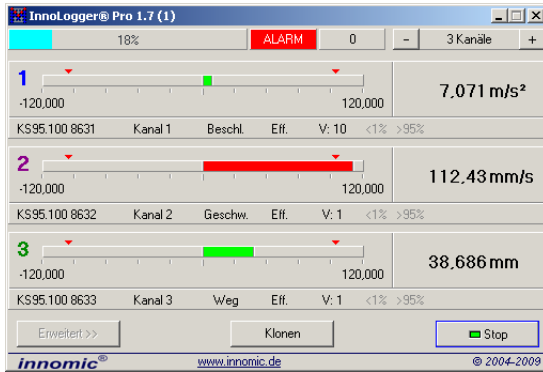 InnoLogger® Pro 1.7 (1)
18% ALARM 0 - 3 Kanäle +
1
-120,000 120,000
7,071 m/s²
KS95.100 8631 Kanal 1 Beschl. Eff. V: 10 <1% >95%
2
-120,000 120,000
112,43 mm/s
KS95.100 8632 Kanal 2 Geschw. Eff. V: 1 <1% >95%
3
-120,000 120,000
38,686 mm
KS95.100 8633 Kanal 3 Weg Eff. V: 1 <1% >95%
Erweitert >> Klonen Stop
innomic® www.innomic.de © 2004-2009